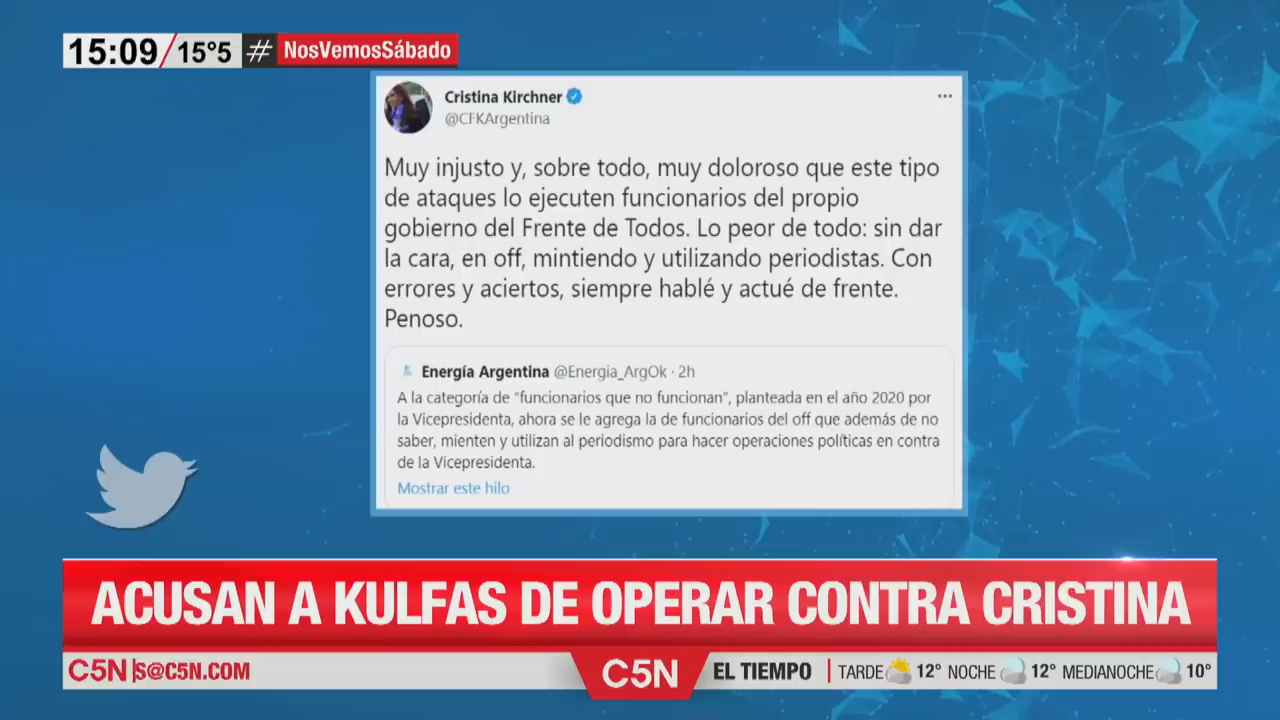 15:09 15°5 # NosVemosSábado
Cristina Kirchner
@CFKArgentina
Muy injusto y, sobre todo, muy doloroso que este tipo
de ataques lo ejecuten funcionarios del propio
gobierno del Frente de Todos. Lo peor de todo: sin dar
la cara, en off, mintiendo y utilizando periodistas. Con
errores y aciertos, siempre hablé y actué de frente.
Penoso.
Energía Argentina @Energia_ArgOk · 2h
A la categoría de "funcionarios que no funcionan", planteada en el año 2020 por
la Vicepresidenta, ahora se le agrega la de funcionarios del off que además de no
saber, mienten y utilizan al periodismo para hacer operaciones políticas en contra
de la Vicepresidenta.
Mostrar este hilo
ACUSAN A KULFAS DE OPERAR CONTRA CRISTINA
C5N S@C5N.COM C5N EL TIEMPO TARDE 12° NOCHE 12° MEDIANOCHE 10°